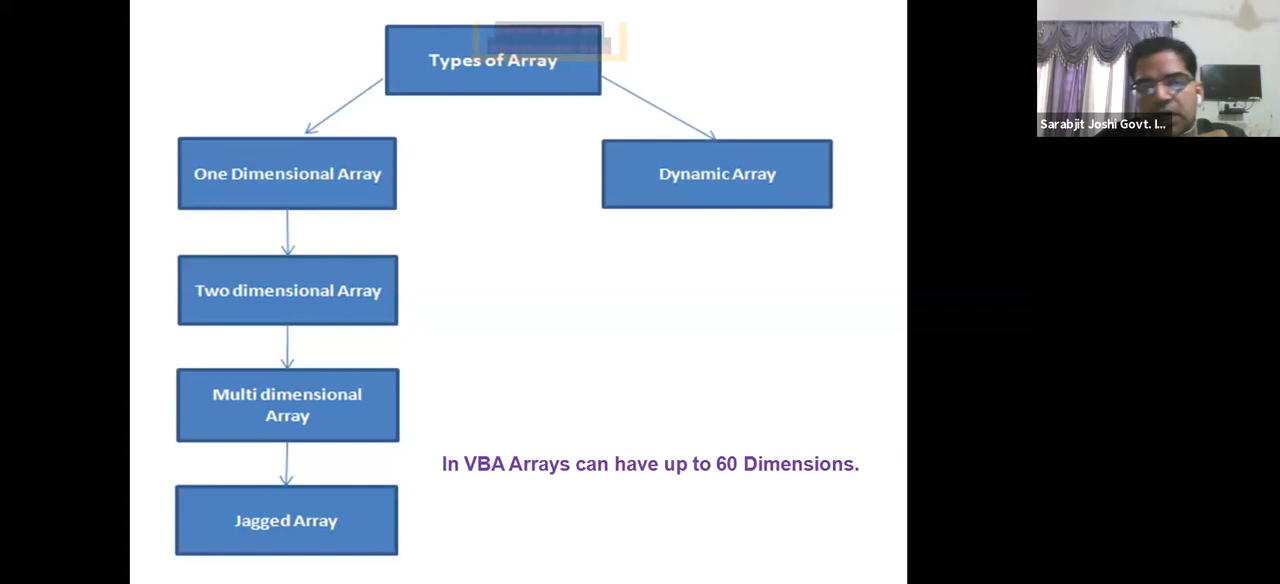 Types of Array
One Dimensional Array
Dynamic Array
Two dimensional Array
Multi dimensional
Array
In VBA Arrays can have up to 60 Dimensions.
Jagged Array
Sarabjit Joshi Govt. I...